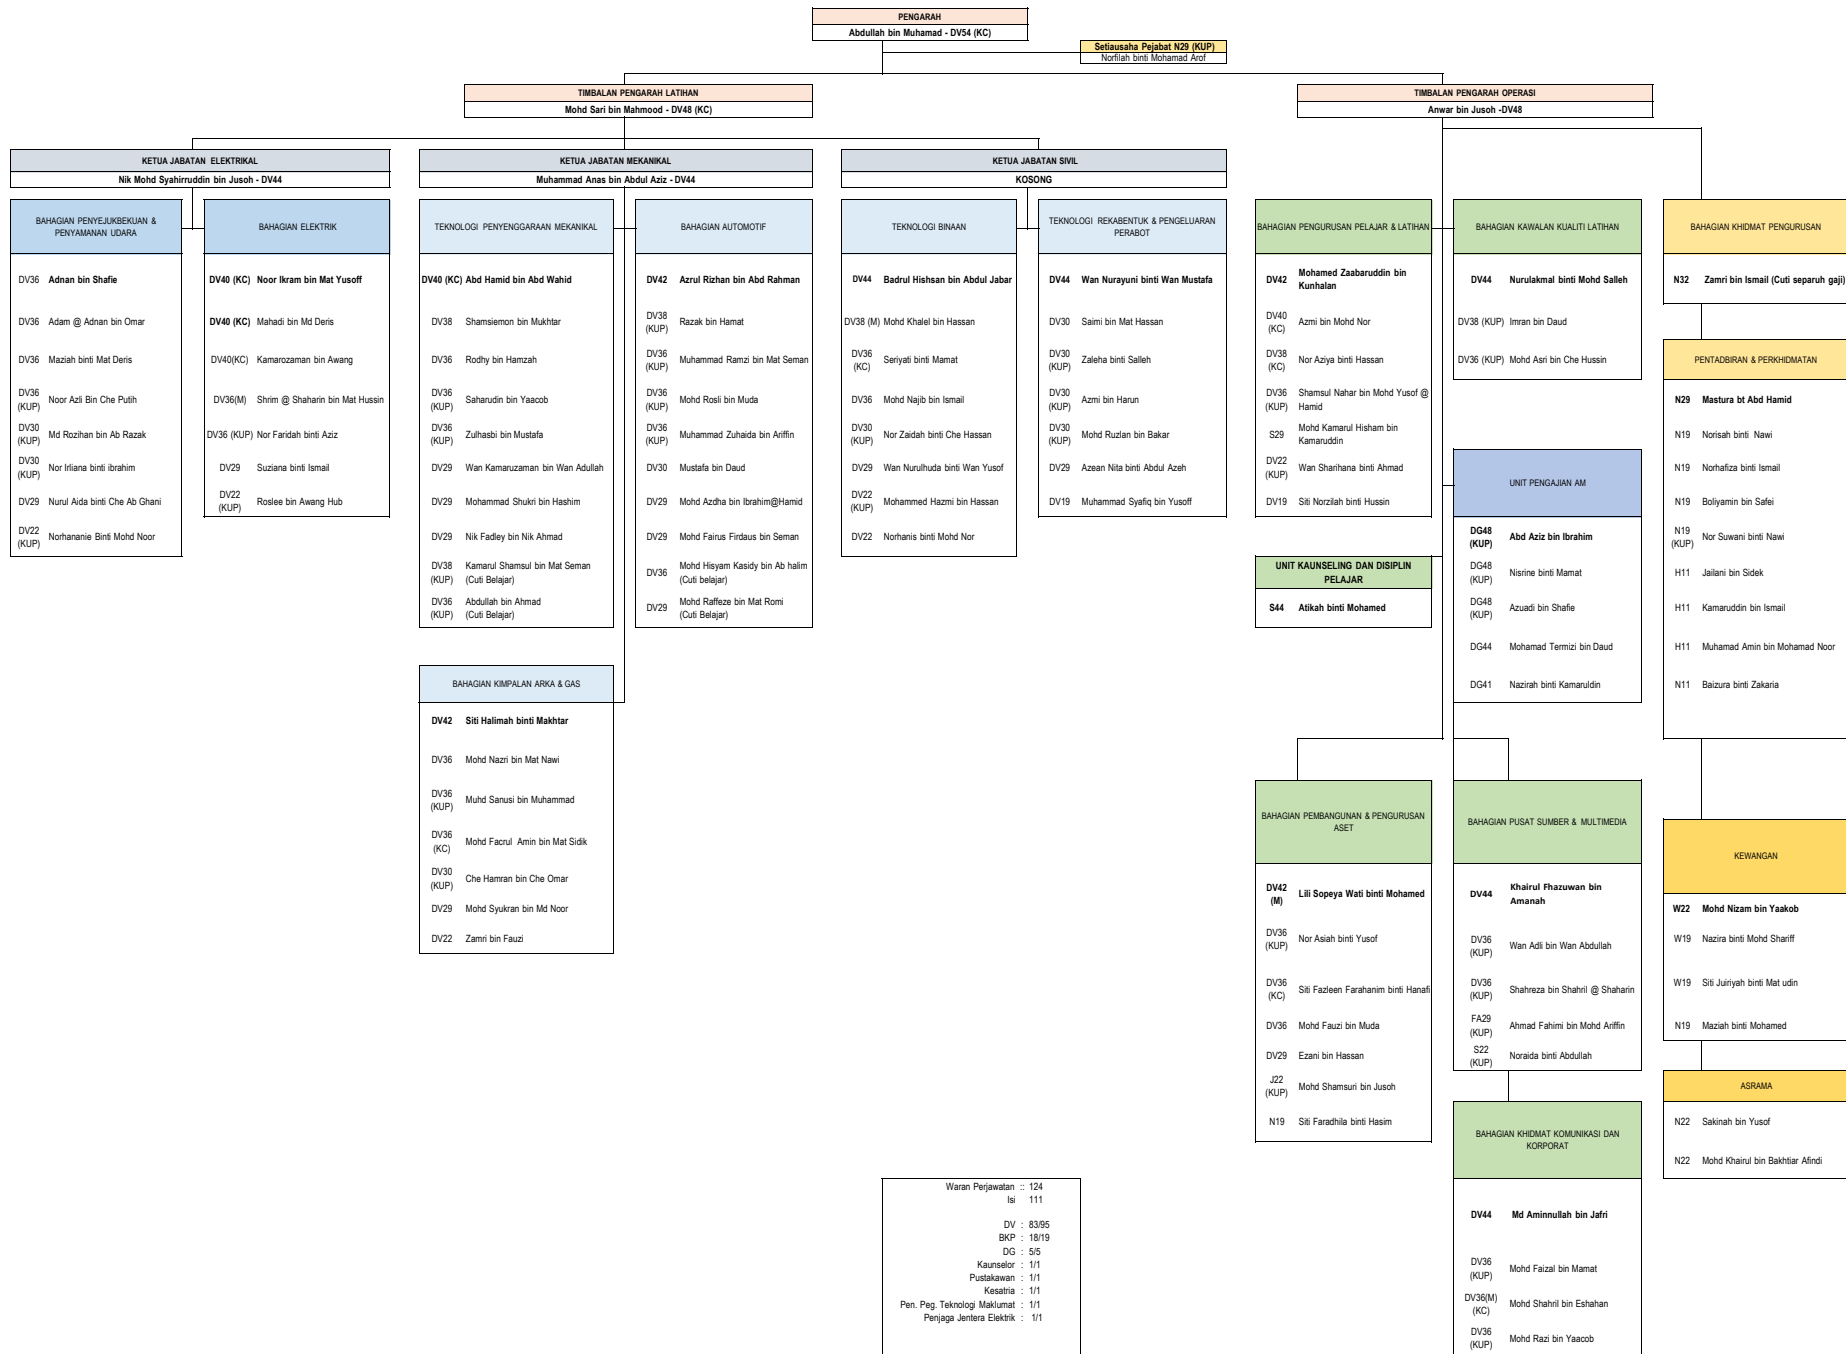 PENGARAH
Abdullah bin Muhamad - DV54 (KC)
Setiausaha Pejabat N29 (KUP)
Norfilah binti Mohamad Arof
TIMBALAN PENGARAH LATIHAN
Mohd Sari bin Mahmood - DV48 (KC)
TIMBALAN PENGARAH OPERASI
Anwar bin Jusoh -DV48
KETUA JABATAN ELEKTRIKAL
Nik Mohd Syahirruddin bin Jusoh - DV44
KETUA JABATAN MEKANIKAL
Muhammad Anas bin Abdul Aziz - DV44
KETUA JABATAN SIVIL
KOSONG
BAHAGIAN PENYEJUKBEKUAN &
PENYAMANAN UDARA
DV36 Adnan bin Shafie
DV36 Adam @ Adnan bin Omar
DV36 Maziah binti Mat Deris
DV36 (KUP) Noor Azli Bin Che Putih
DV30 (KUP) Md Rozihan bin Ab Razak
DV30 (KUP) Nor Irliana binti ibrahim
DV29 Nurul Aida binti Che Ab Ghani
DV22 (KUP) Norhananie Binti Mohd Noor
BAHAGIAN ELEKTRIK
DV40 (KC) Noor Ikram bin Mat Yusoff
DV40 (KC) Mahadi bin Md Deris
DV40(KC) Kamarozaman bin Awang
DV36(M) Shrim @ Shaharin bin Mat Hussin
DV36 (KUP) Nor Faridah binti Aziz
DV29 Suziana binti Ismail
DV22 (KUP) Roslee bin Awang Hub
TEKNOLOGI PENYENGGARAAN MEKANIKAL
DV40 (KC) Abd Hamid bin Abd Wahid
DV38 Shamsiemon bin Mukhtar
DV36 Rodhy bin Hamzah
DV36 (KUP) Saharudin bin Yaacob
DV36 (KUP) Zulhasbi bin Mustafa
DV29 Wan Kamaruzaman bin Wan Adullah
DV29 Mohammad Shukri bin Hashim
DV29 Nik Fadley bin Nik Ahmad
DV38 (KUP) Kamarul Shamsul bin Mat Seman
(Cuti Belajar)
DV36 (KUP) Abdullah bin Ahmad
(Cuti Belajar)
BAHAGIAN AUTOMOTIF
DV42 Azrul Rizhan bin Abd Rahman
DV38 (KUP) Razak bin Hamat
DV36 (KUP) Muhammad Ramzi bin Mat Seman
DV36 (KUP) Mohd Rosli bin Muda
DV36 (KUP) Muhammad Zuhaida bin Ariffin
DV30 Mustafa bin Daud
DV29 Mohd Azdha bin Ibrahim@Hamid
DV29 Mohd Fairus Firdaus bin Seman
DV36 Mohd Hisyam Kasidy bin Ab halim
(Cuti belajar)
DV29 Mohd Raffeze bin Mat Romi
(Cuti Belajar)
BAHAGIAN KIMPALAN ARKA & GAS
DV42 Siti Halimah binti Makhtar
DV36 Mohd Nazri bin Mat Nawi
DV36 (KUP) Muhd Sanusi bin Muhammad
DV36 (KC) Mohd Facrul Amin bin Mat Sidik
DV30 (KUP) Che Hamran bin Che Omar
DV29 Mohd Syukran bin Md Noor
DV22 Zamri bin Fauzi
TEKNOLOGI BINAAN
DV44 Badrul Hishsan bin Abdul Jabar
DV38 (M) Mohd Khalel bin Hassan
DV36 (KC) Seriyati binti Mamat
DV36 Mohd Najib bin Ismail
DV30 (KUP) Nor Zaidah binti Che Hassan
DV29 Wan Nurulhuda binti Wan Yusof
DV22 (KUP) Mohammed Hazmi bin Hassan
DV22 Norhanis binti Mohd Nor
TEKNOLOGI REKABENTUK & PENGELUARAN
PERABOT
DV44 Wan Nurayuni binti Wan Mustafa
DV30 Saimi bin Mat Hassan
DV30 (KUP) Zaleha binti Salleh
DV30 (KUP) Azmi bin Harun
DV30 (KUP) Mohd Ruzlan bin Bakar
DV29 Azean Nita binti Abdul Azeh
DV19 Muhammad Syafiq bin Yusoff
BAHAGIAN PENGURUSAN PELAJAR & LATIHAN
DV42 Mohamed Zaabaruddin bin
Kunhalan
DV40 (KC) Azmi bin Mohd Nor
DV38 (KC) Nor Aziya binti Hassan
DV36 (KUP) Shamsul Nahar bin Mohd Yusof @
Hamid
S29 Mohd Kamarul Hisham bin
Kamaruddin
DV22 (KUP) Wan Sharihana binti Ahmad
DV19 Siti Norzilah binti Hussin
UNIT KAUNSELING DAN DISIPLIN
PELAJAR
S44 Atikah binti Mohamed
BAHAGIAN KAWALAN KUALITI LATIHAN
DV44 Nurulakmal binti Mohd Salleh
DV38 (KUP) Imran bin Daud
DV36 (KUP) Mohd Asri bin Che Hussin
UNIT PENGAJIAN AM
DG48 (KUP) Abd Aziz bin Ibrahim
DG48 (KUP) Nisrine binti Mamat
DG48 (KUP) Azuadi bin Shafie
DG44 Mohamad Termizi bin Daud
DG41 Nazirah binti Kamaruldin
BAHAGIAN KHIDMAT PENGURUSAN
N32 Zamri bin Ismail (Cuti separuh gaji)
PENTADBIRAN & PERKHIDMATAN
N29 Mastura bt Abd Hamid
N19 Norisah binti Nawi
N19 Norhafiza binti Ismail
N19 Boliyamin bin Safei
N19 (KUP) Nor Suwani binti Nawi
H11 Jailani bin Sidek
H11 Kamaruddin bin Ismail
H11 Muhamad Amin bin Mohamad Noor
N11 Baizura binti Zakaria
BAHAGIAN PEMBANGUNAN & PENGURUSAN
ASET
DV42 (M) Lili Sopeya Wati binti Mohamed
DV36 (KUP) Nor Asiah binti Yusof
DV36 (KC) Siti Fazleen Farahanim binti Hanafi
DV36 Mohd Fauzi bin Muda
DV29 Ezani bin Hassan
J22 (KUP) Mohd Shamsuri bin Jusoh
N19 Siti Faradhila binti Hasim
BAHAGIAN PUSAT SUMBER & MULTIMEDIA
DV44 Khairul Fhazuwan bin
Amanah
DV36 (KUP) Wan Adli bin Wan Abdullah
DV36 (KUP) Shahreza bin Shahril @ Shaharin
FA29 (KUP) Ahmad Fahimi bin Mohd Ariffin
S22 (KUP) Noraida binti Abdullah
KEWANGAN
W22 Mohd Nizam bin Yaakob
W19 Nazira binti Mohd Shariff
W19 Siti Juiriyah binti Mat udin
N19 Maziah binti Mohamed
ASRAMA
N22 Sakinah bin Yusof
N22 Mohd Khairul bin Bakhtiar Afindi
BAHAGIAN KHIDMAT KOMUNIKASI DAN
KORPORAT
DV44 Md Aminnullah bin Jafri
DV36 (KUP) Mohd Faizal bin Mamat
DV36(M) (KC) Mohd Shahril bin Eshahan
DV36 (KUP) Mohd Razi bin Yaacob
Waran Perjawatan :: 124
Isi 111
DV : 83/95
BKP : 18/19
DG : 5/5
Kaunselor : 1/1
Pustakawan : 1/1
Kesatria : 1/1
Pen. Peg. Teknologi Maklumat : 1/1
Penjaga Jentera Elektrik : 1/1